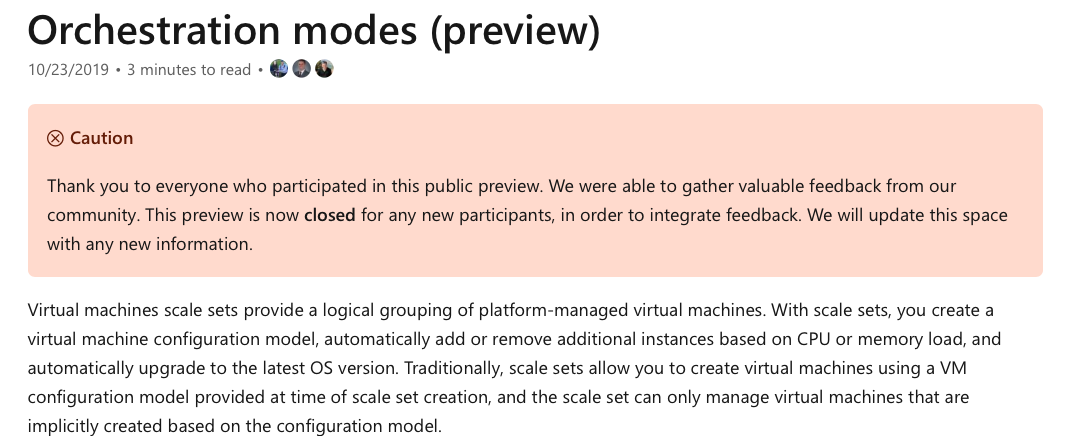 Orchestration modes (preview)
10/23/2019 • 3 minutes to read •
Caution
Thank you to everyone who participated in this public preview. We were able to gather valuable feedback from our
community. This preview is now closed for any new participants, in order to integrate feedback. We will update this space
with any new information.
Virtual machines scale sets provide a logical grouping of platform-managed virtual machines. With scale sets, you create a
virtual machine configuration model, automatically add or remove additional instances based on CPU or memory load, and
automatically upgrade to the latest OS version. Traditionally, scale sets allow you to create virtual machines using a VM
configuration model provided at time of scale set creation, and the scale set can only manage virtual machines that are
implicitly created based on the configuration model.